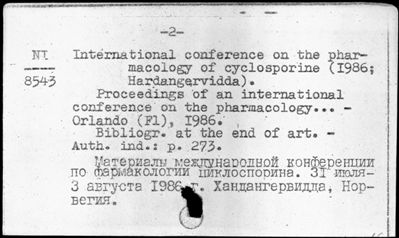 -2-
NI International conference on the phar-
macology of cyclosporine (1986;
8543 Hardangervidda).
Proceedings of an international
conference on the pharmacology... -
Orlando (Fl), 1986.
Bibliogr. at the end of art. -
Auth. ind.: p. 273.
Материалы международной конференции
по фармакологии циклоспорина. 31 июля-
3 августа 1986 г. Хандангервидда, Нор-
вегия.